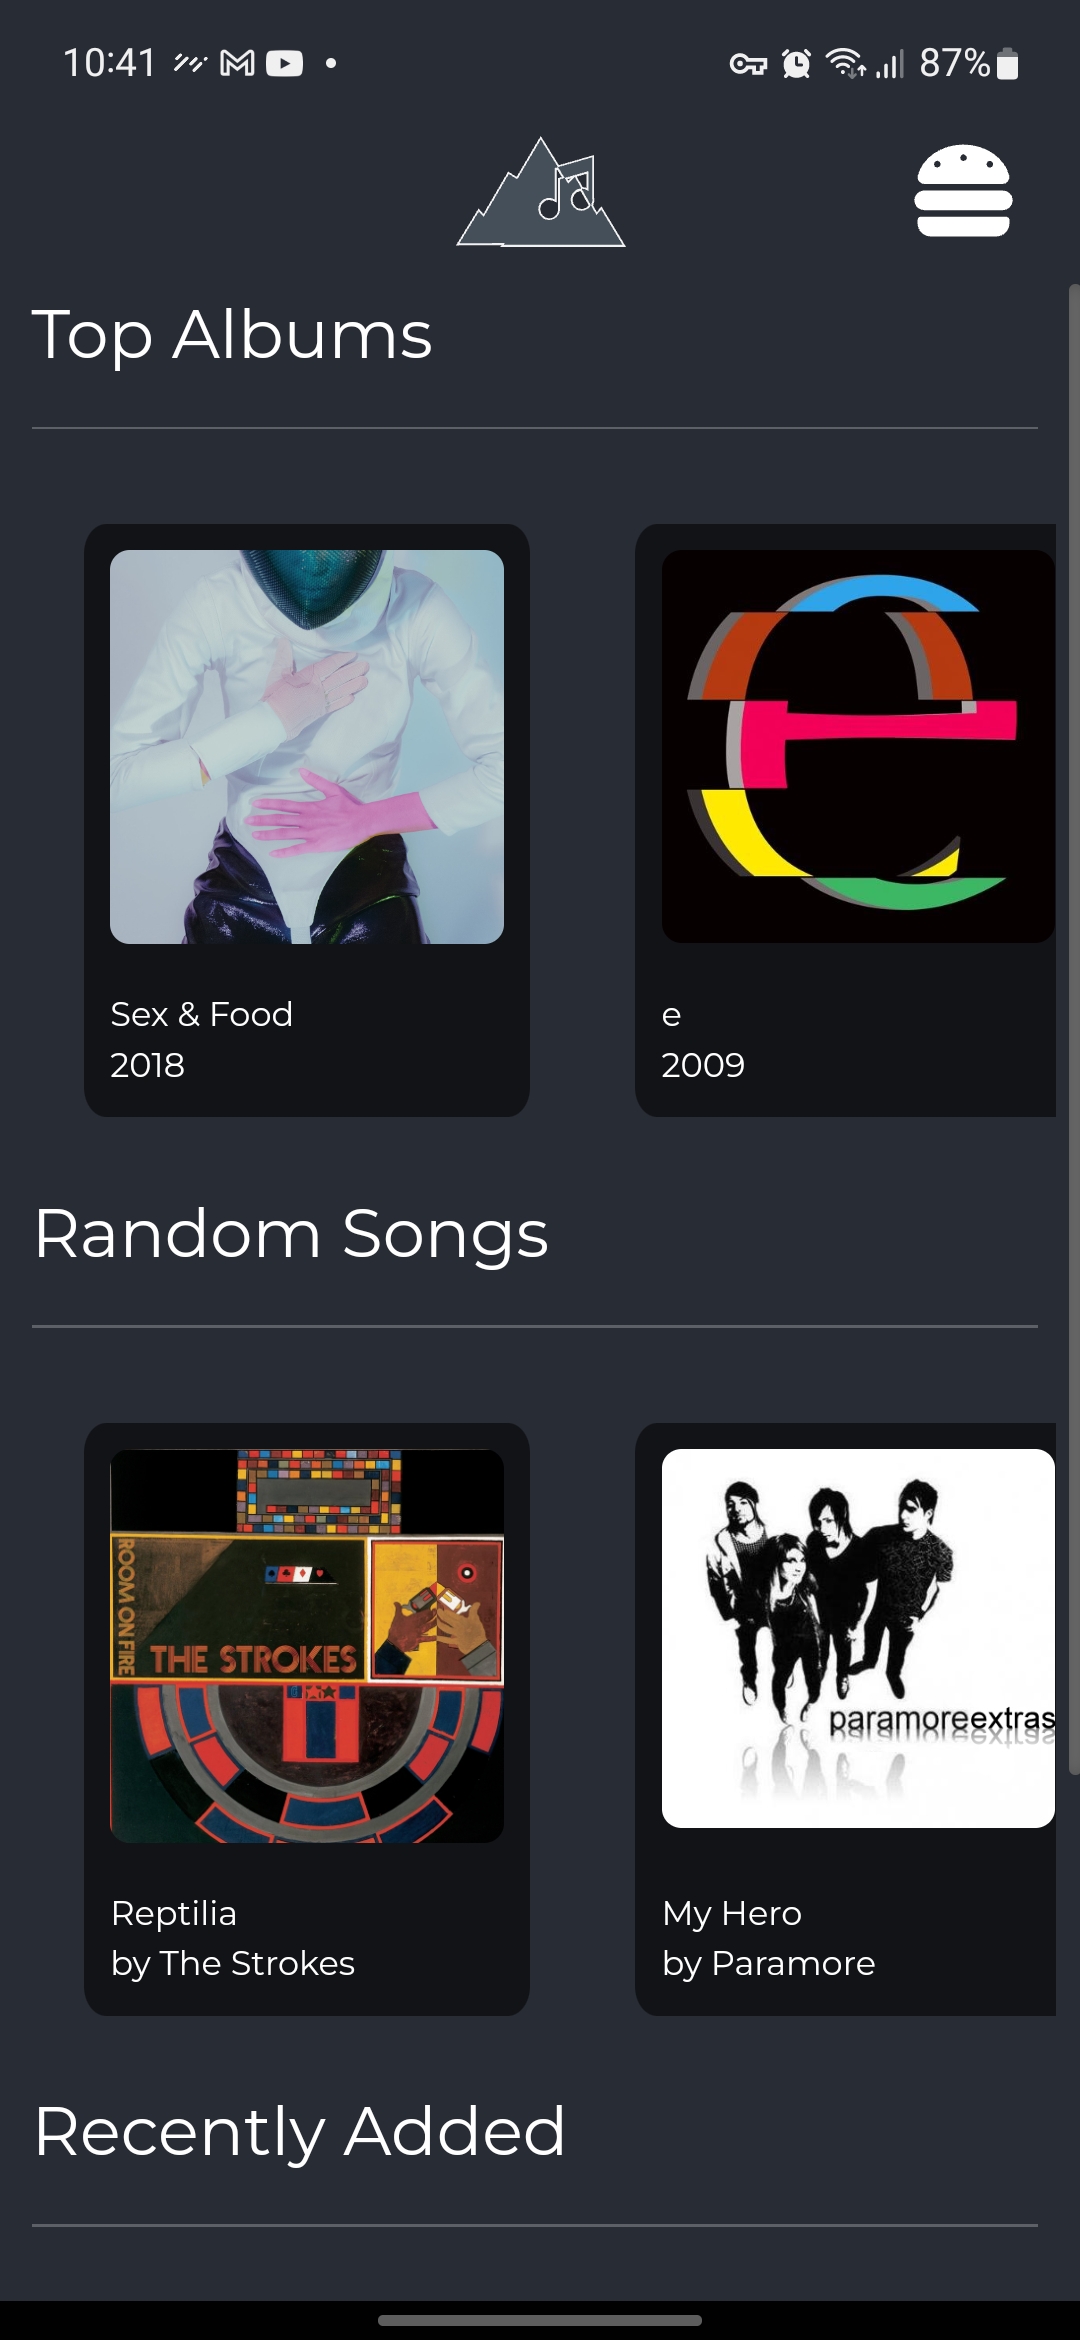 10:41
87%
Top Albums
Sex & Food
2018
e
e
2009
Random Songs
ROOM ON FIRE
THE STROKES
paramoreextras
Reptilia
by The Strokes
My Hero
by Paramore
Recently Added